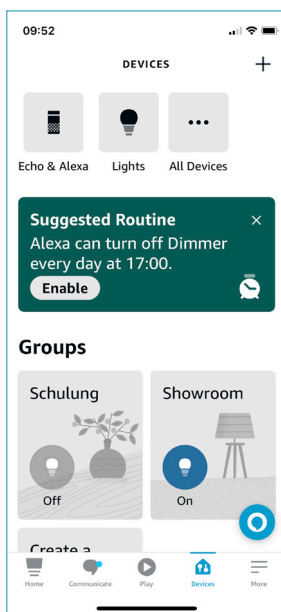 09:52
DEVICES
Echo & Alexa
Lights
All Devices
Suggested Routine
Alexa can turn off Dimmer
every day at 17:00.
Enable
Groups
Schulung
Off
Showroom
On
Create a
Home
Communicate
Play
Devices
More